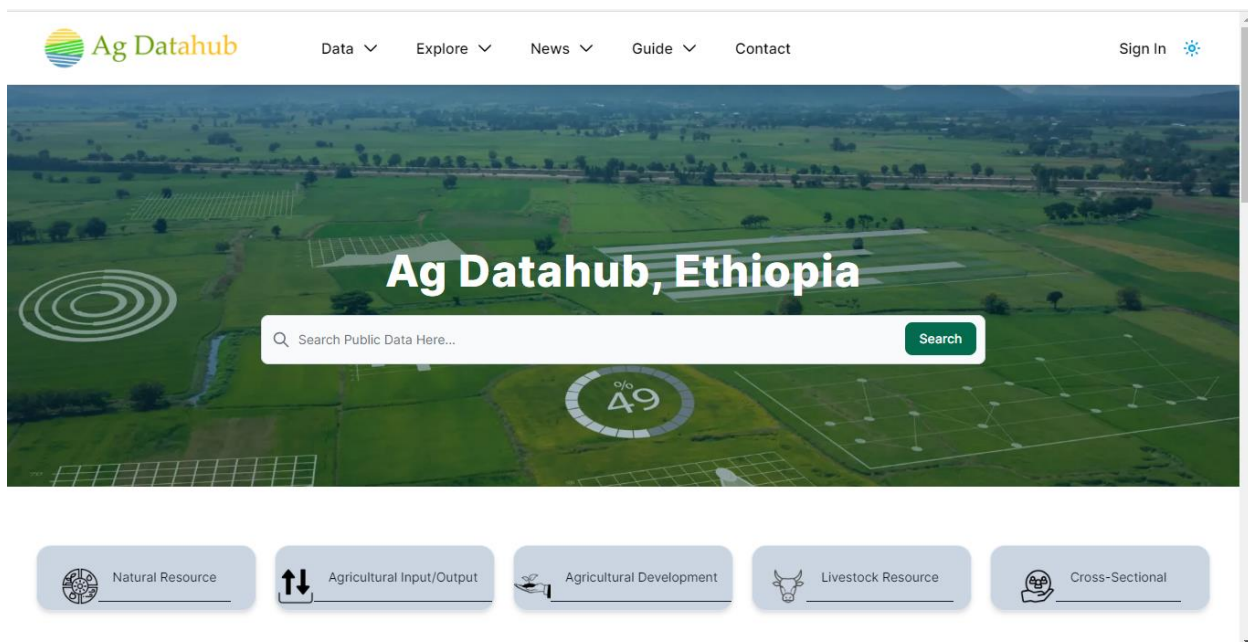 Ag Datahub
Data
Explore
News
Guide
Contact
Sign In
Ag Datahub, Ethiopia
Search Public Data Here...
Search
%
49
Natural Resource
Agricultural Input/Output
Agricultural Development
Livestock Resource
Cross-Sectional